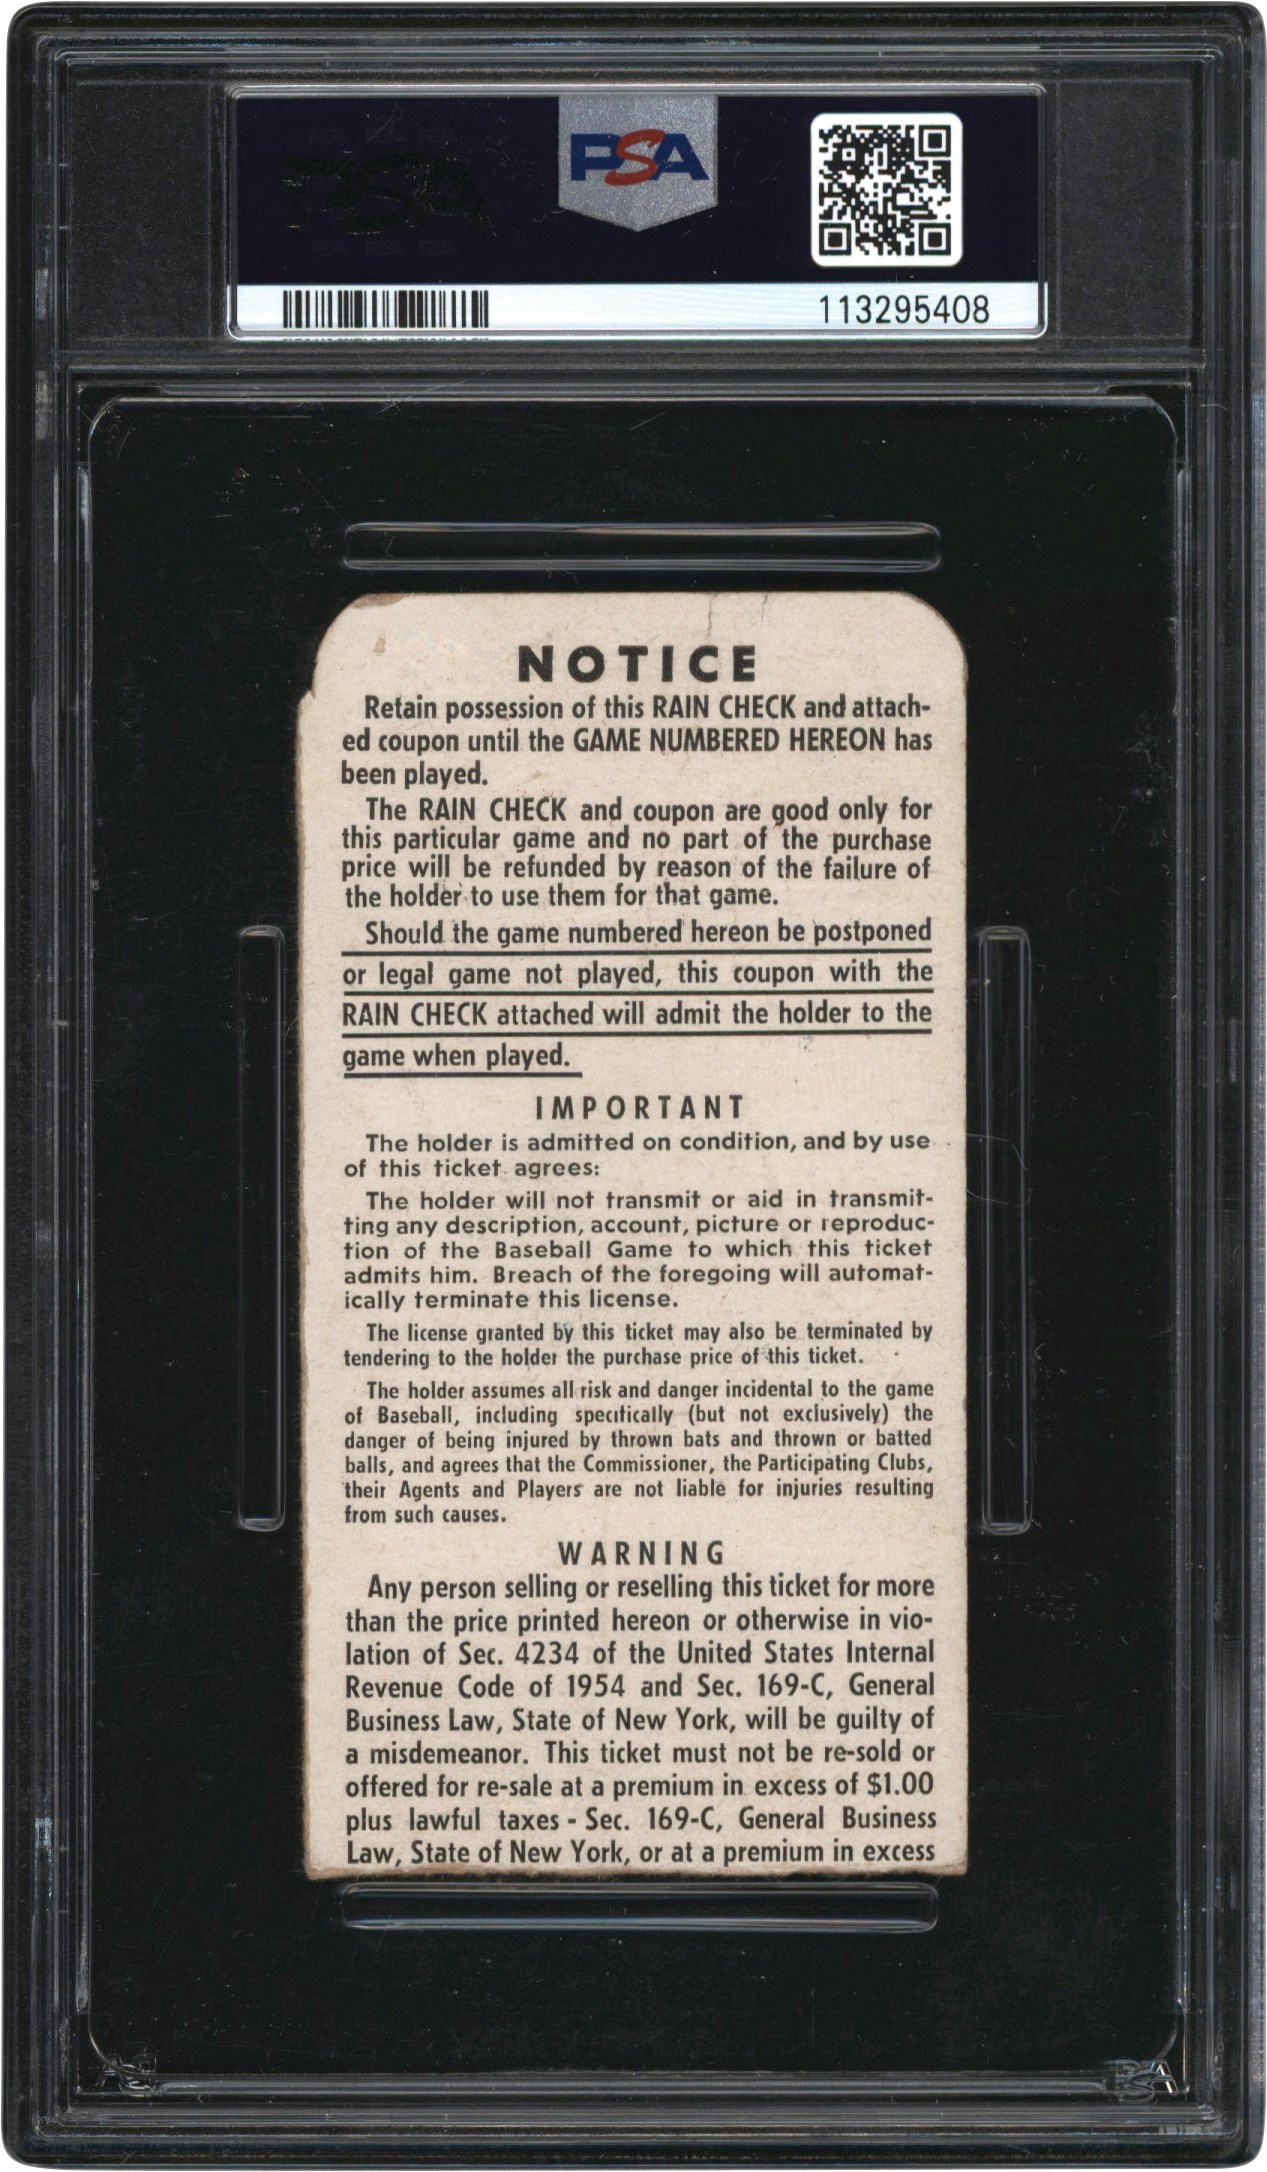 PSA
113295408
NOTICE
Retain possession of this RAIN CHECK and attach-
ed coupon until the GAME NUMBERED HEREON has
been played.
The RAIN CHECK and coupon are good only for
this particular game and no part of the purchase
price will be refunded by reason of the failure of
the holder to use them for that game.
Should the game numbered hereon be postponed
or legal game not played, this coupon with the
RAIN CHECK attached will admit the holder to the
game when played.
IMPORTANT
The holder is admitted on condition, and by use
of this ticket agrees:
The holder will not transmit or aid in transmit-
ting any description, account, picture or reproduc-
tion of the Baseball Game to which this ticket
admits him. Breach of the foregoing will automat-
ically terminate this license.
The license granted by this ticket may also be terminated by
tendering to the holder the purchase price of this ticket.
The holder assumes all risk and danger incidental to the game
of Baseball, including specifically (but not exclusively) the
danger of being injured by thrown bats and thrown or batted
balls, and agrees that the Commissioner, the Participating Clubs,
their Agents and Players are not liable for injuries resulting
from such causes.
WARNING
Any person selling or reselling this ticket for more
than the price printed hereon or otherwise in vio-
lation of Sec. 4234 of the United States Internal
Revenue Code of 1954 and Sec. 169-C, General
Business Law, State of New York, will be guilty of
a misdemeanor. This ticket must not be re-sold or
offered for re-sale at a premium in excess of $1.00
plus lawful taxes - Sec. 169-C, General Business
Law, State of New York, or at a premium in excess
PSA